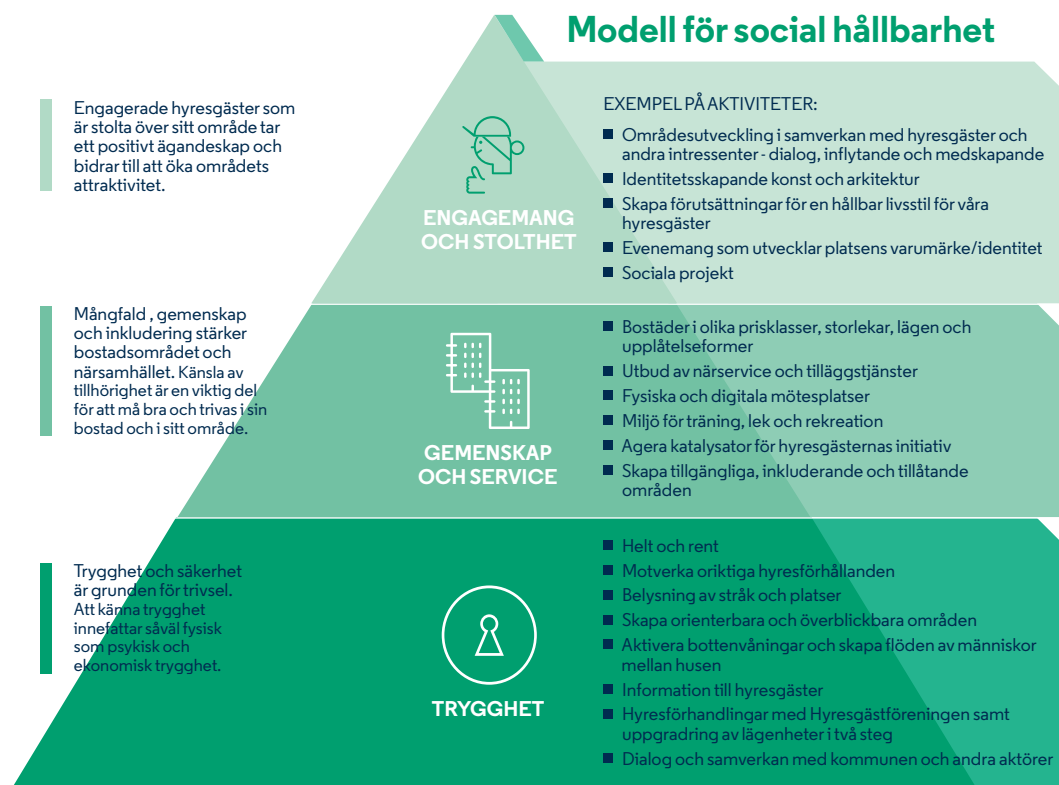 Modell för social hållbarhet
Engagerade hyresgäster som
är stolta över sitt område tar
ett positivt ägandeskap och
bidrar till att öka områdets
attraktivitet.
ENGAGEMANG
OCH STOLTHET
EXEMPEL PÅ AKTIVITETER:
■ Områdesutveckling i samverkan med hyresgäster och
andra intressenter - dialog, inflytande och medskapande
■ Identitetsskapande konst och arkitektur
■ Skapa förutsättningar för en hållbar livsstil för våra
hyresgäster
■ Evenemang som utvecklar platsens varumärke/identitet
■ Sociala projekt
Mångfald , gemenskap
och inkludering stärker
bostadsområdet och
närsamhället. Känsla av
tillhörighet är en viktig del
för att må bra och trivas i sin
bostad och i sitt område.
GEMENSKAP
OCH SERVICE
■ Bostäder i olika prisklasser, storlekar, lägen och
upplåtelseformer
■ Utbud av närservice och tilläggstjänster
■ Fysiska och digitala mötesplatser
■ Miljö för träning, lek och rekreation
■ Agera katalysator för hyresgästernas initiativ
■ Skapa tillgängliga, inkluderande och tillåtande
områden
Trygghet och säkerhet
är grunden för trivsel.
Att känna trygghet
innefattar såväl fysisk
som psykisk och
ekonomisk trygghet.
TRYGGHET
■ Helt och rent
■ Motverka oriktiga hyresförhållanden
■ Belysning av stråk och platser
■ Skapa orienterbara och överblickbara områden
■ Aktivera bottenvåningar och skapa flöden av människor
mellan husen
■ Information till hyresgäster
■ Hyresförhandlingar med Hyresgästföreningen samt
uppgradring av lägenheter i två steg
■ Dialog och samverkan med kommunen och andra aktörer